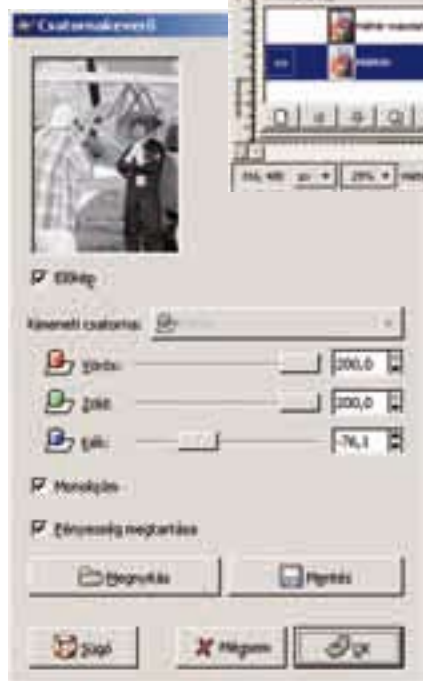 Csatornakeverő
29%
Előkép
Kimeneti csatorna:
Vörös: 200,0
Zöld: 200,0
Kék: -76,1
Monokróm
Fényesség megtartása
Megnyitás Mentés
Súgó Mégsem OK